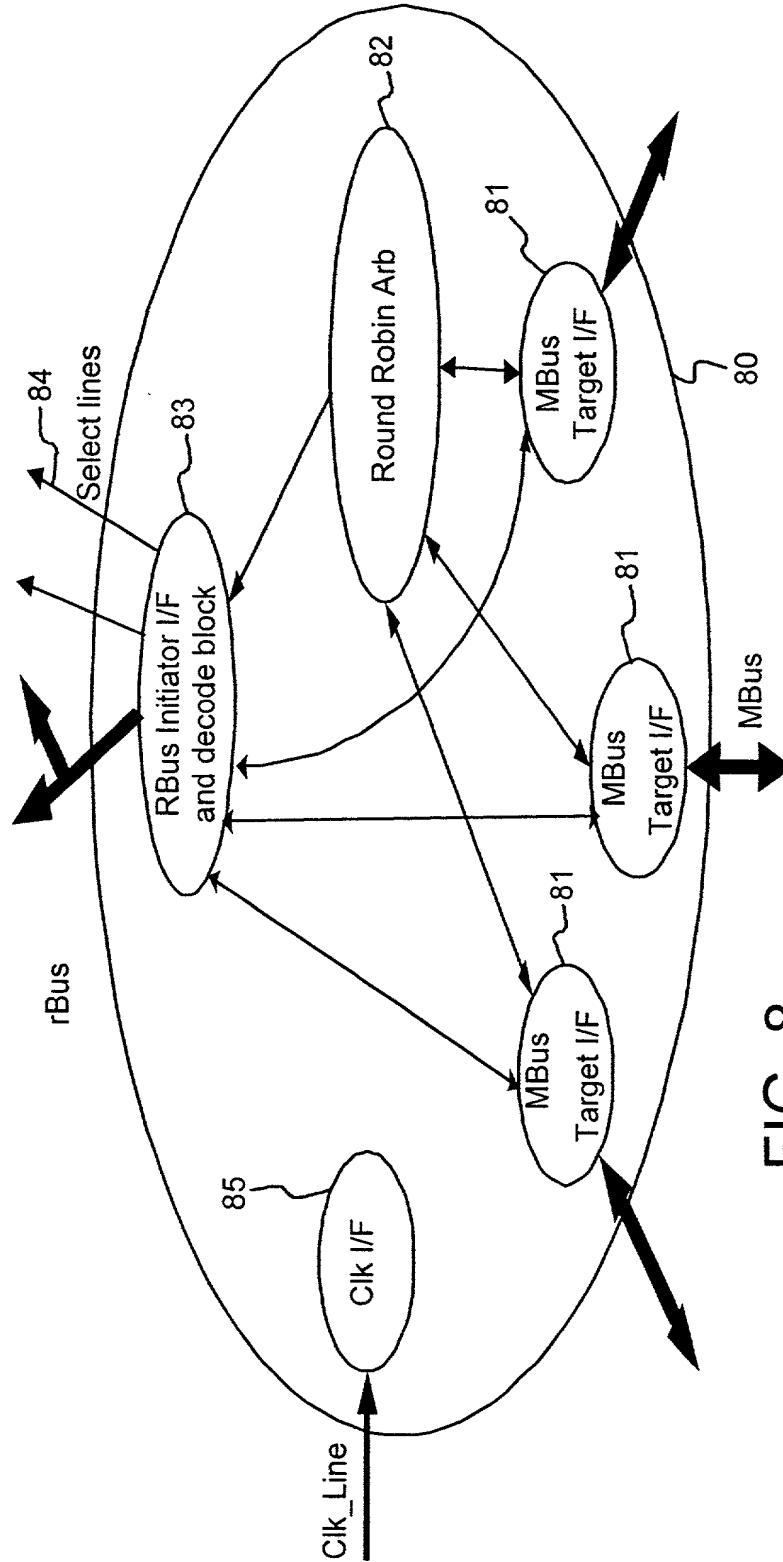 rBus
84
Select lines
83
RBus Initiator I/F
and decode block
82
Round Robin Arb
85
Clk I/F
Clk_Line
81
MBus
Target I/F
81
MBus
Target I/F
81
MBus
Target I/F
80
MBus
FIG. 8